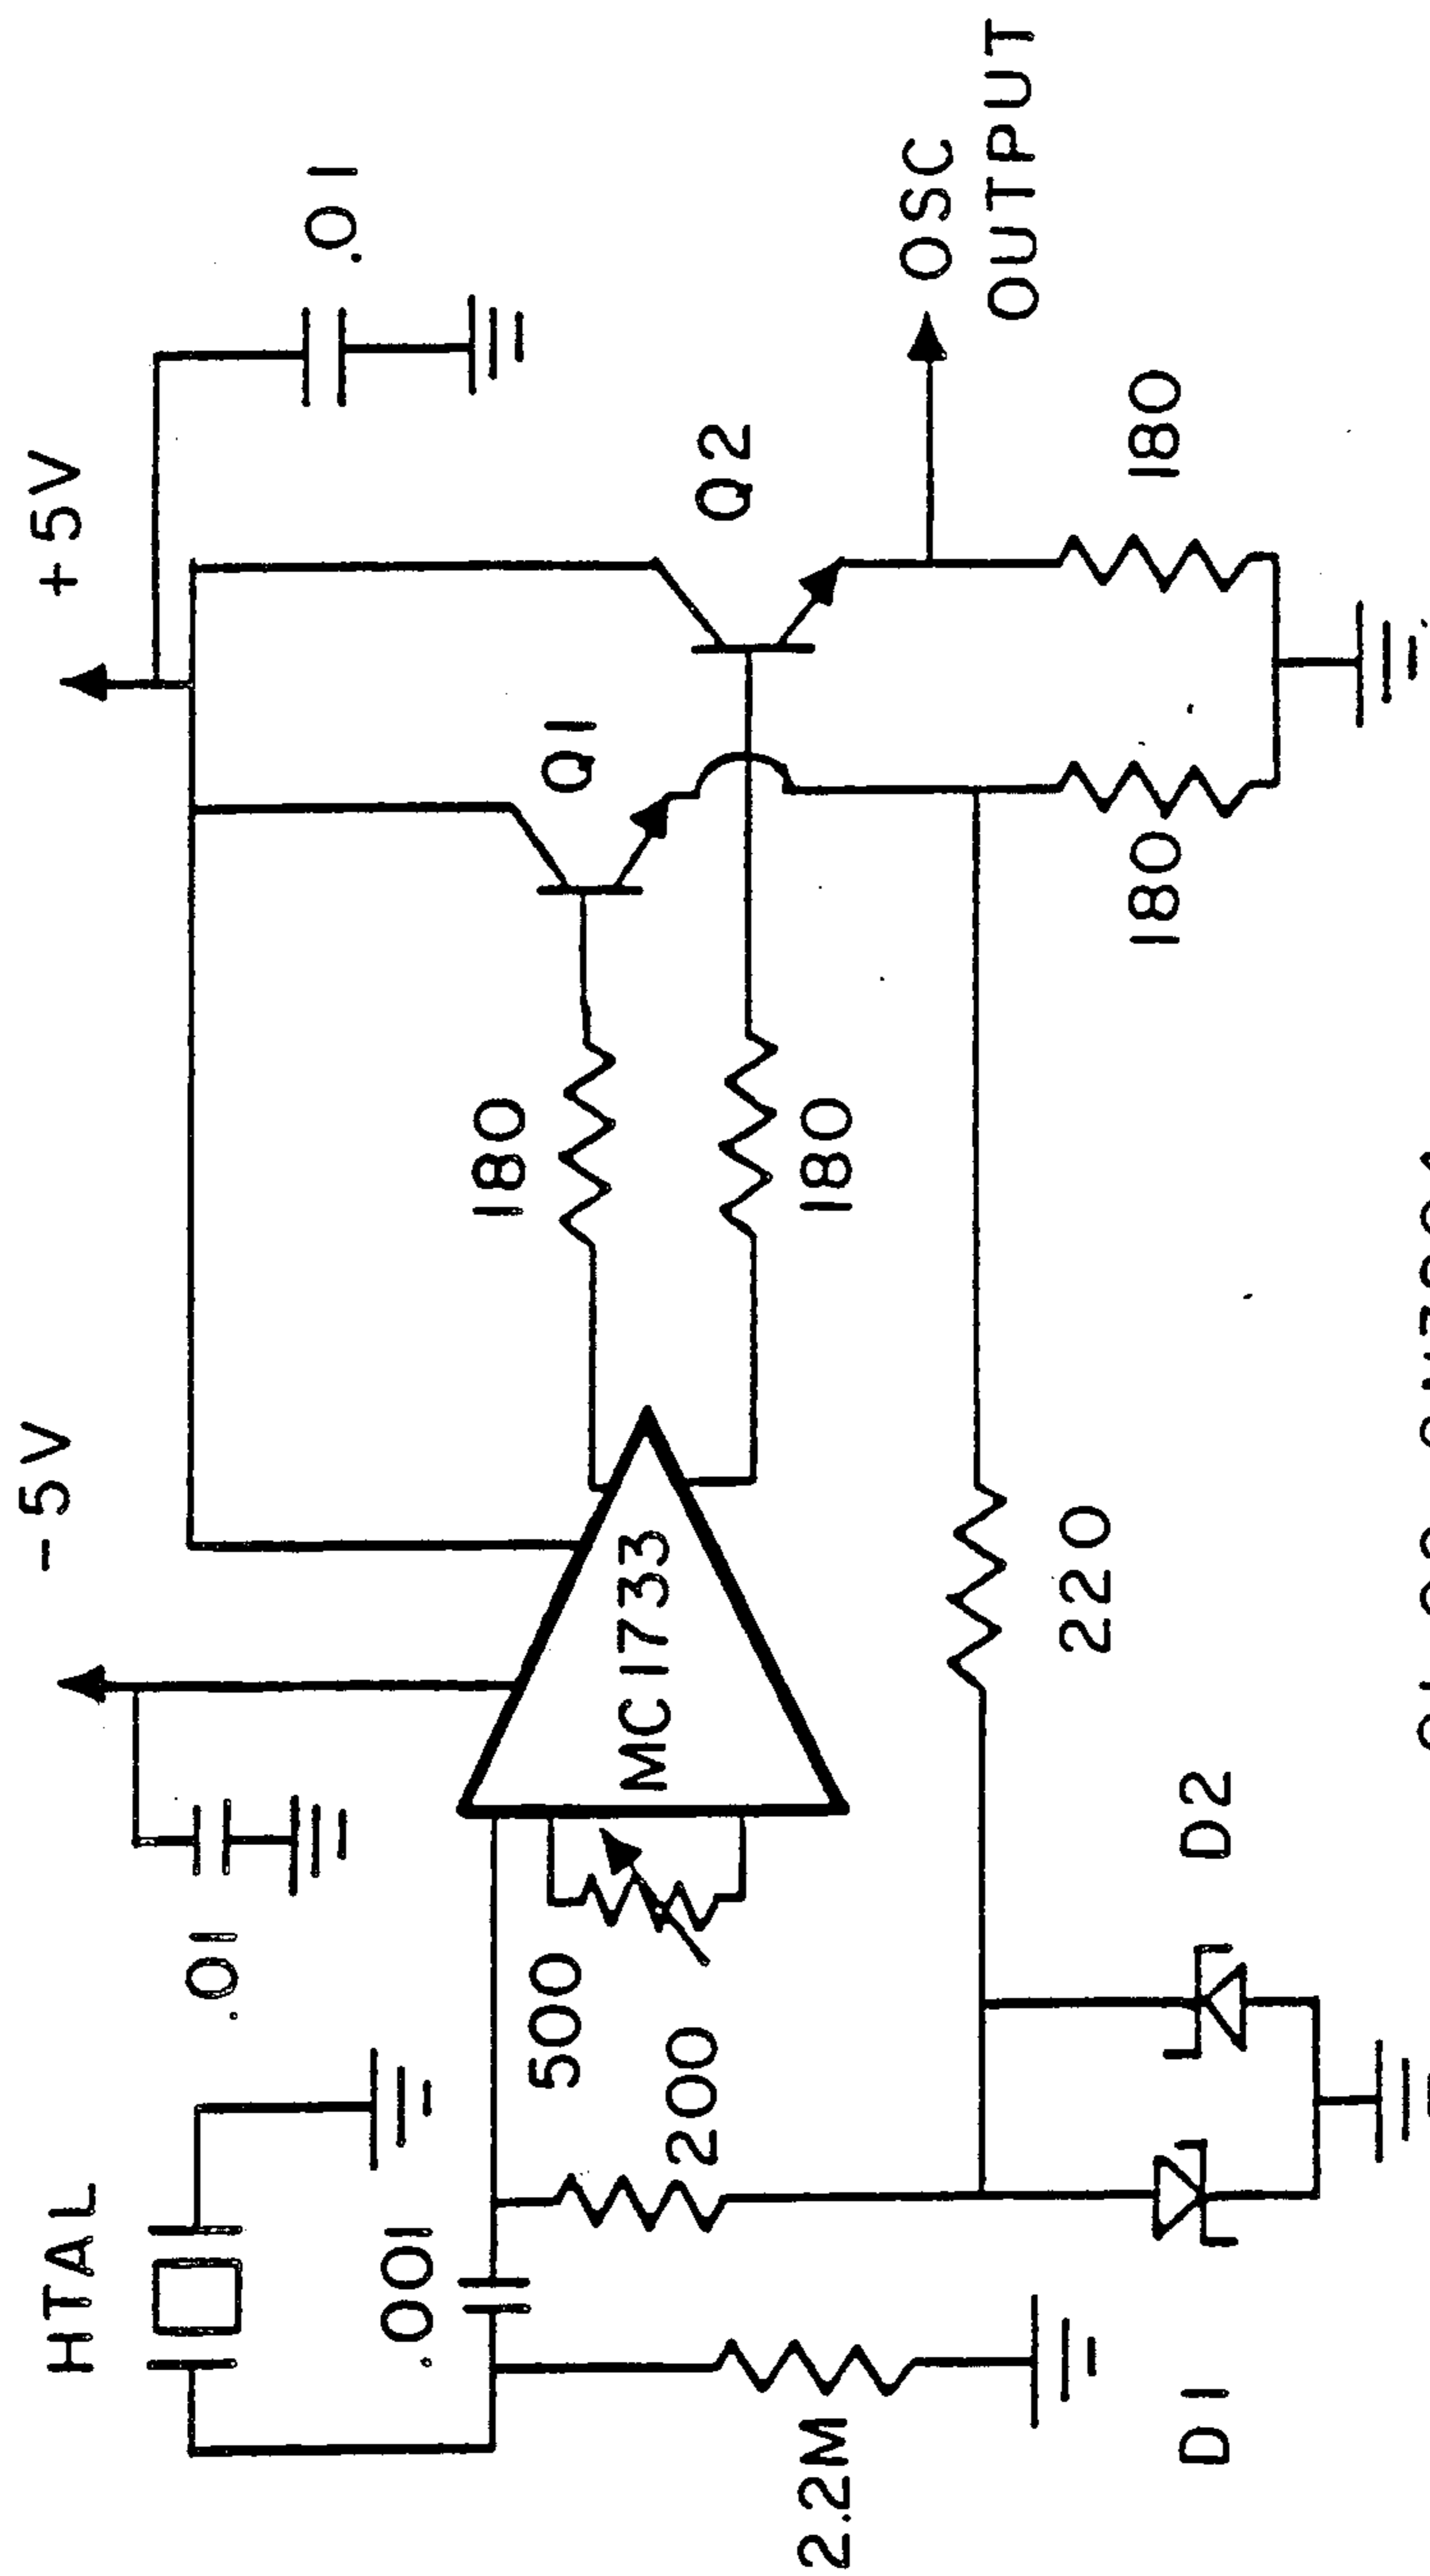 HTAL
-5V
+5V
.01
.01
.001
500
200
MC1733
180
180
Q1
Q2
OSC
OUTPUT
2.2M
220
180
180
D1
D2